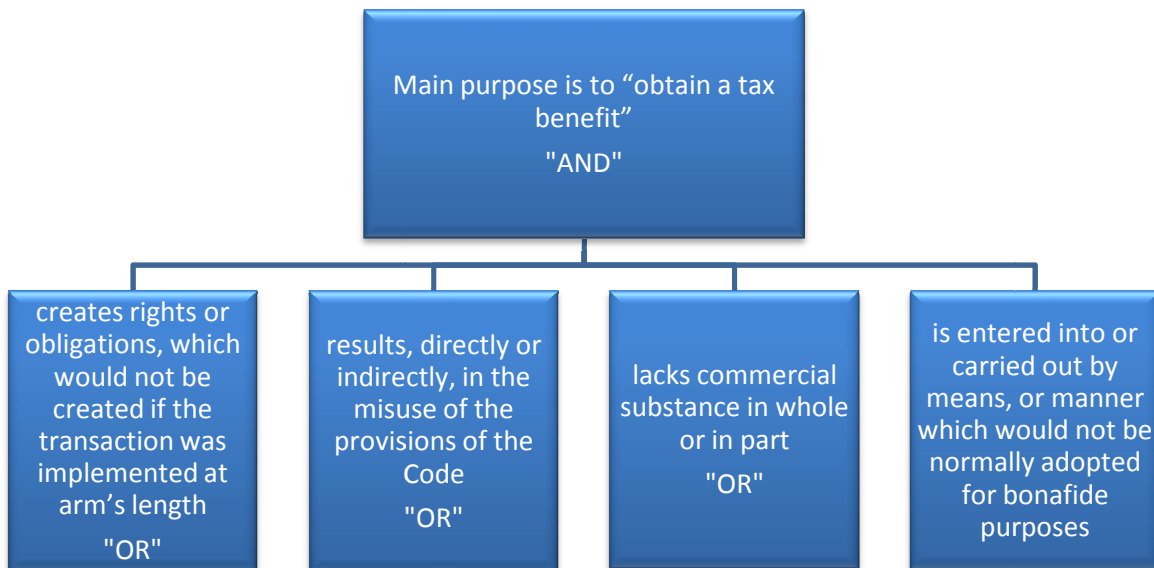 Main purpose is to “obtain a tax
benefit”
"AND"
creates rights or
obligations, which
would not be
created if the
transaction was
implemented at
arm’s length
"OR"
results, directly or
indirectly, in the
misuse of the
provisions of the
Code
"OR"
lacks commercial
substance in whole
or in part
"OR"
is entered into or
carried out by
means, or manner
which would not be
normally adopted
for bonafide
purposes